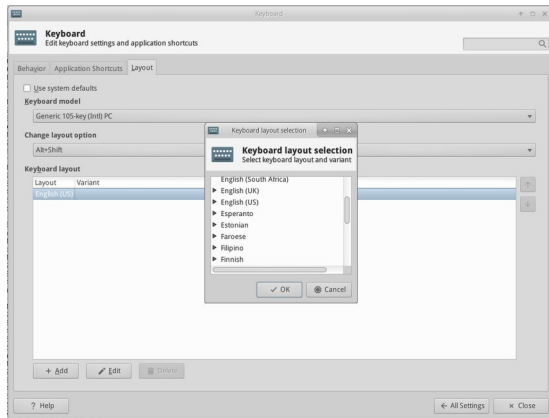 Keyboard
Keyboard
Edit keyboard settings and application shortcuts
Behavior Application Shortcuts Layout
Use system defaults
Keyboard model
Generic 105-key (Intl) PC
Change layout option
Alt+Shift
Keyboard layout
Layout Variant
English (US)
Keyboard layout selection
Keyboard layout selection
Select keyboard layout and variant
English (South Africa)
English (UK)
English (US)
Esperanto
Estonian
Faroese
Filipino
Finnish
OK Cancel
+ Add Edit Delete
? Help All Settings Close